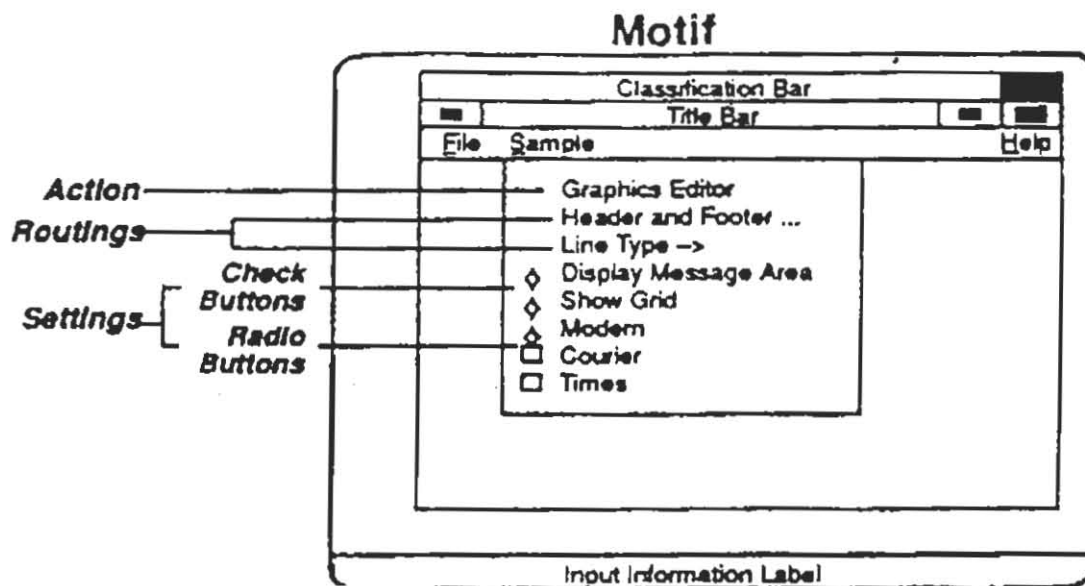 Motif
Classification Bar
Title Bar
File Sample Help
Action
Graphics Editor
Routings
Header and Footer ...
Line Type -->
Settings
Check
Buttons
Display Message Area
Show Grid
Radio
Buttons
Modern
Courier
Times
Input Information Label